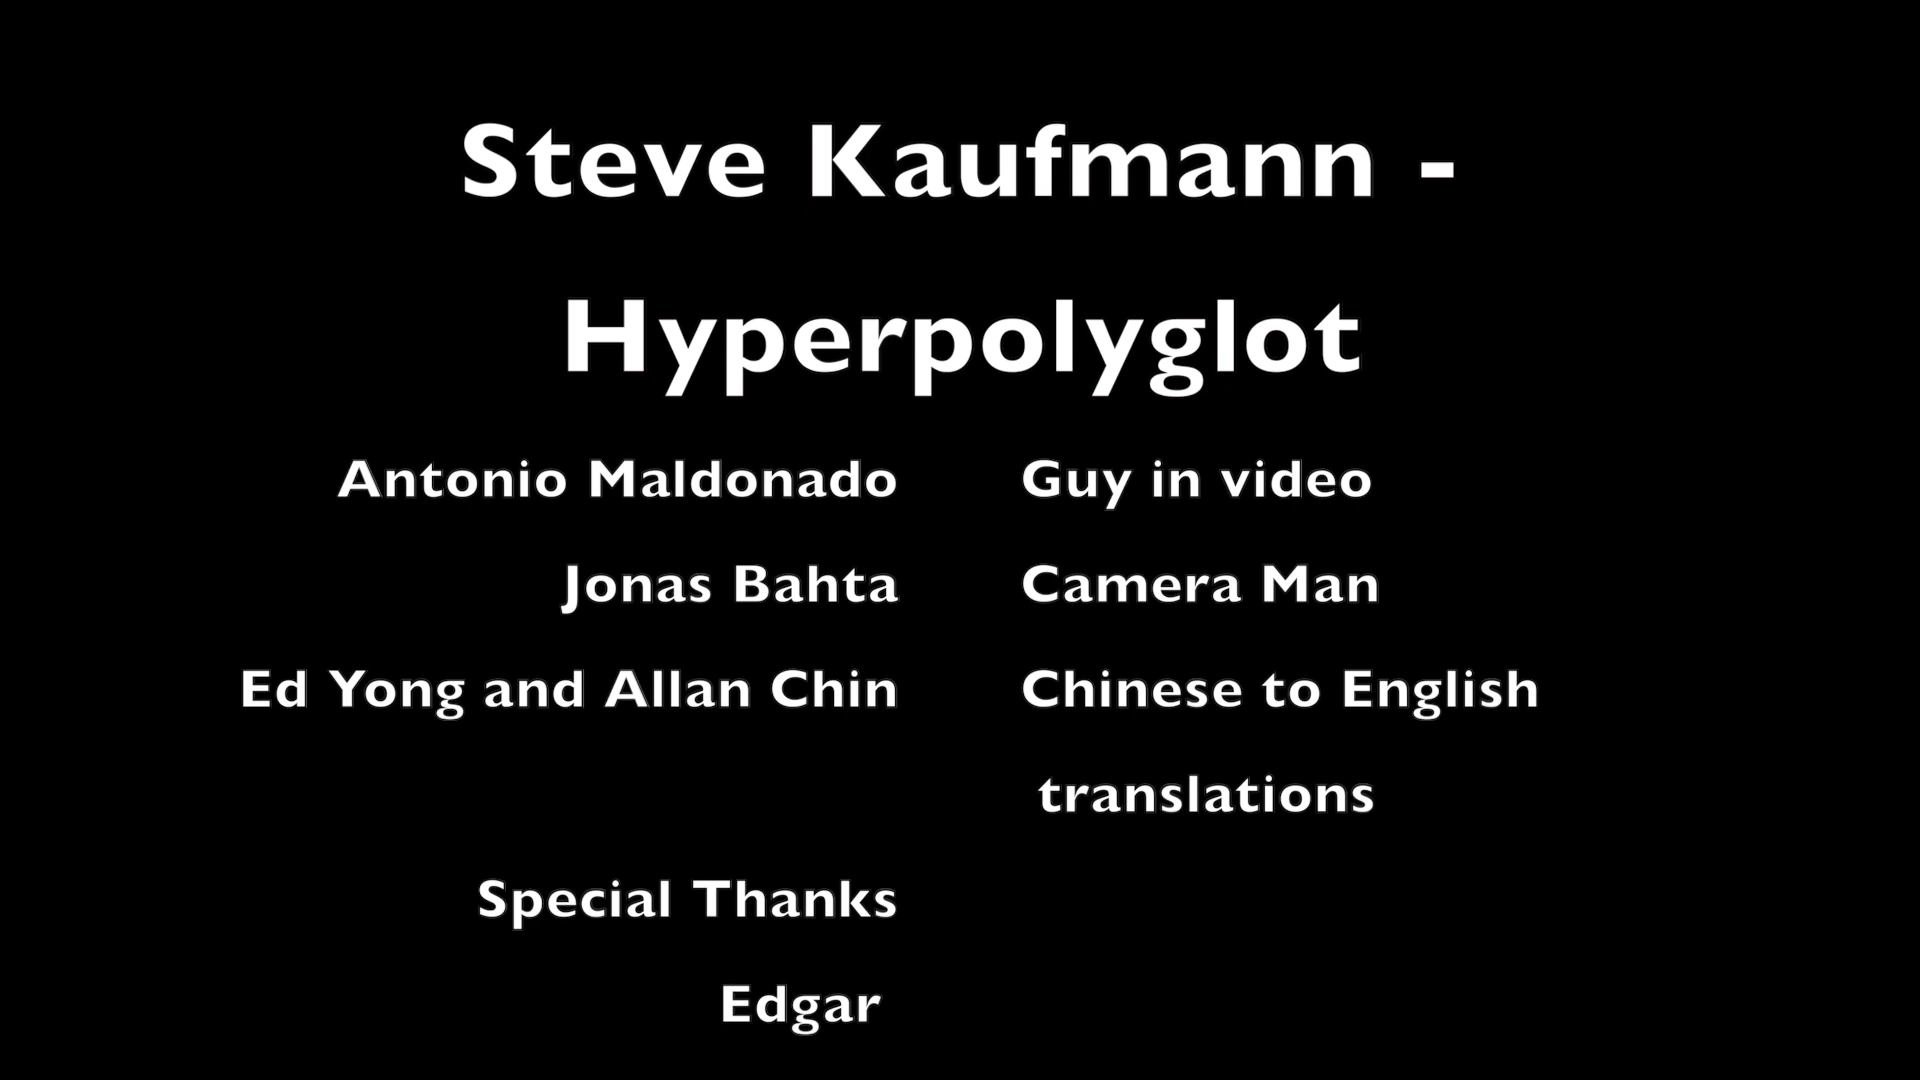 Steve Kaufmann -
Hyperpolyglot
Antonio Maldonado Guy in video
Jonas Bahta Camera Man
Ed Yong and Allan Chin Chinese to English
translations
Special Thanks
Edgar